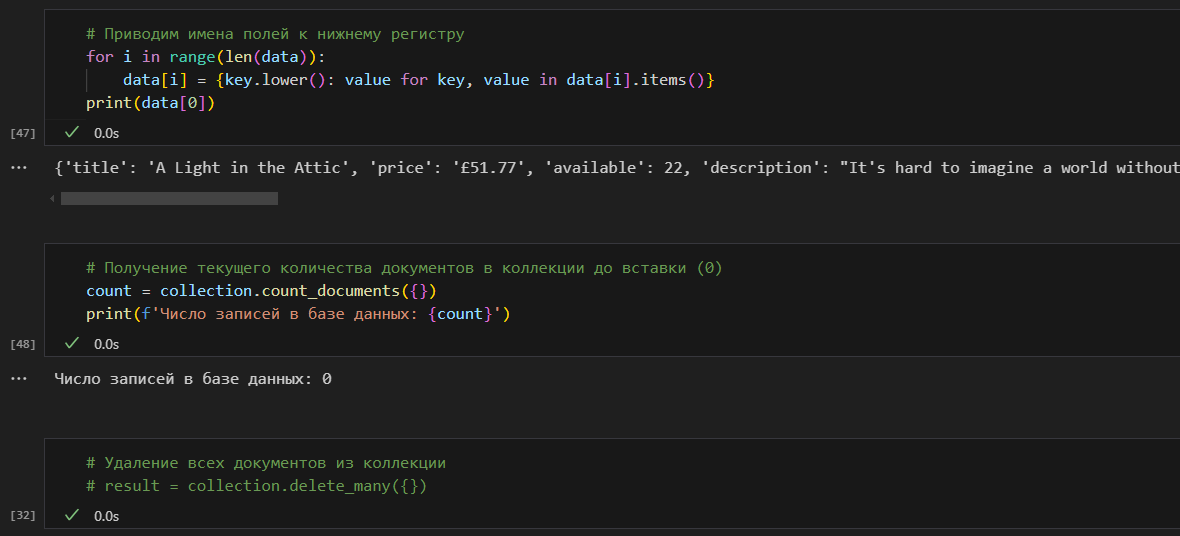 # Приводим имена полей к нижнему регистру
for i in range(len(data)):
    data[i] = {key.lower(): value for key, value in data[i].items()}
print(data[0])
[47] ✓ 0.0s
... {'title': 'A Light in the Attic', 'price': '£51.77', 'available': 22, 'description': "It's hard to imagine a world without
# Получение текущего количества документов в коллекции до вставки (0)
count = collection.count_documents({})
print(f'Число записей в базе данных: {count}')
[48] ✓ 0.0s
... Число записей в базе данных: 0
# Удаление всех документов из коллекции
# result = collection.delete_many({})
[32] ✓ 0.0s